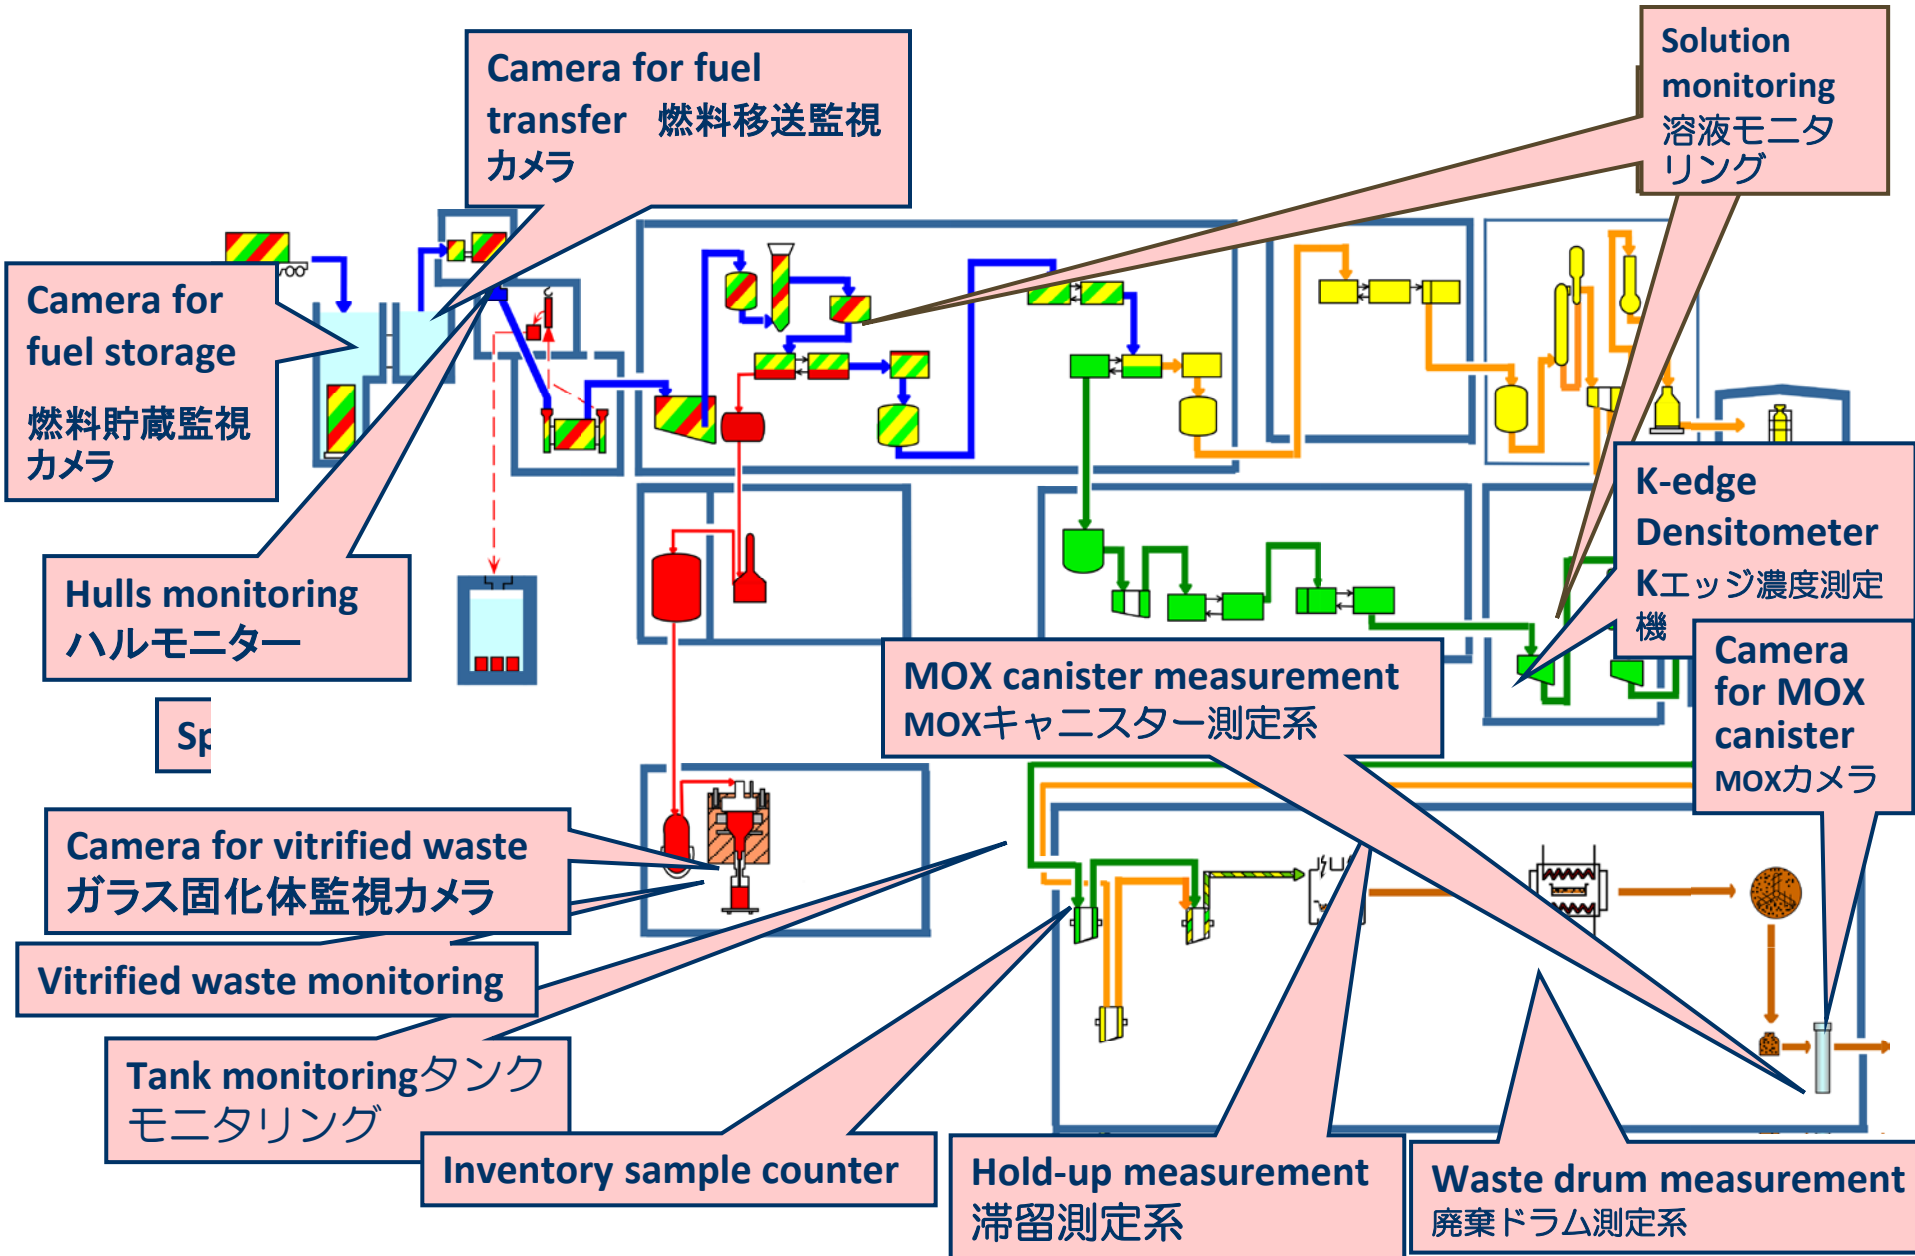 Camera for fuel
transfer 燃料移送監視
カメラ
Solution
monitoring
溶液モニタ
リング
Camera for
fuel storage
燃料貯蔵監視
カメラ
K-edge
Densitometer
Kエッジ濃度測定
機
Hulls monitoring
ハルモニター
Camera
for MOX
canister
MOXカメラ
MOX canister measurement
MOXキャニスター測定系
Sp
Camera for vitrified waste
ガラス固化体監視カメラ
Vitrified waste monitoring
Tank monitoringタンク
モニタリング
Inventory sample counter
Hold-up measurement
滞留測定系
Waste drum measurement
廃棄ドラム測定系